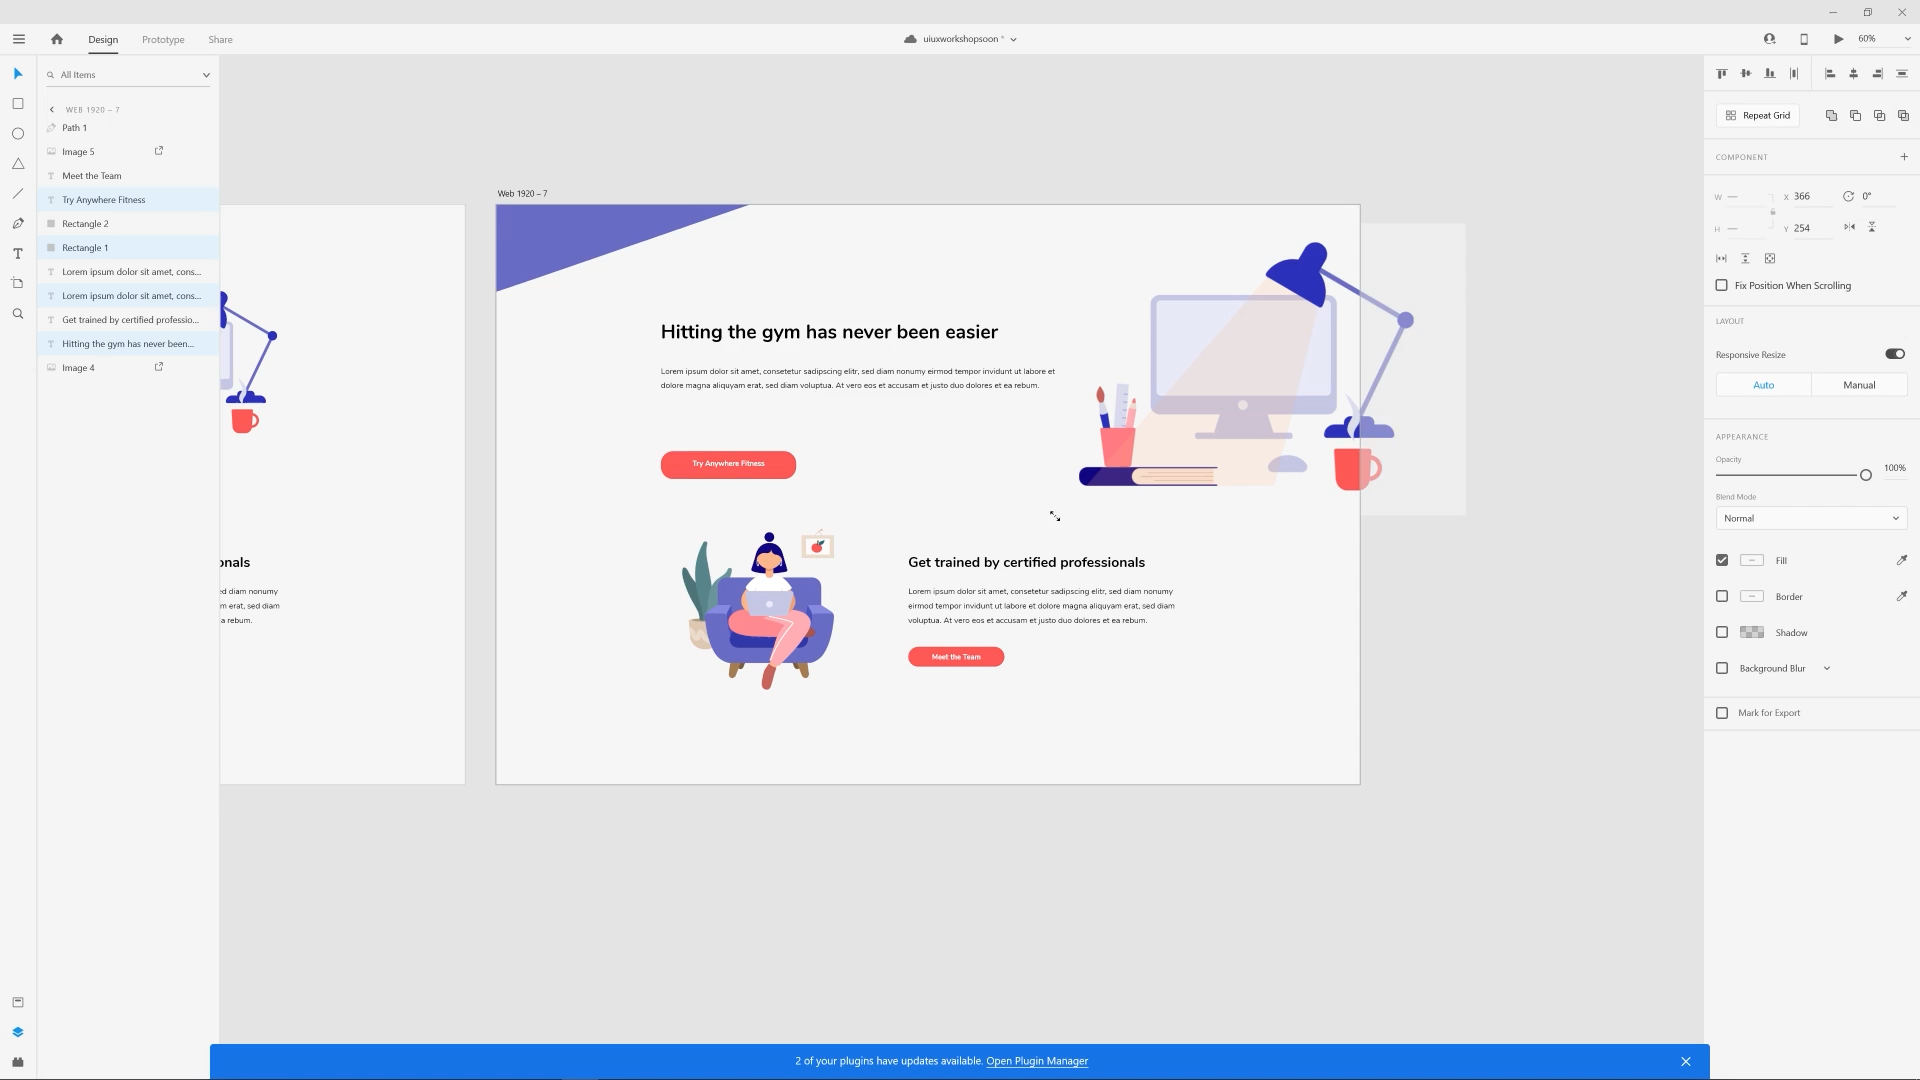 Design
Prototype
Share
uiuxworkshopsoon *
60%
All Items
WEB 1920 – 7
Path 1
Image 5
Meet the Team
Try Anywhere Fitness
Rectangle 2
Rectangle 1
Lorem ipsum dolor sit amet, cons...
Lorem ipsum dolor sit amet, cons...
Get trained by certified professio...
Hitting the gym has never been...
Image 4
onals
ed diam nonumy
m erat, sed diam
a rebum.
Web 1920 – 7
Hitting the gym has never been easier
Lorem ipsum dolor sit amet, consetetur sadipscing elitr, sed diam nonumy eirmod tempor invidunt ut labore et
dolore magna aliquyam erat, sed diam voluptua. At vero eos et accusam et justo duo dolores et ea rebum.
Try Anywhere Fitness
Get trained by certified professionals
Lorem ipsum dolor sit amet, consetetur sadipscing elitr, sed diam nonumy
eirmod tempor invidunt ut labore et dolore magna aliquyam erat, sed diam
voluptua. At vero eos et accusam et justo duo dolores et ea rebum.
Meet the Team
Repeat Grid
COMPONENT
W — X 366 0°
H — Y 254
Fix Position When Scrolling
LAYOUT
Responsive Resize
Auto
Manual
APPEARANCE
Opacity
100%
Blend Mode
Normal
Fill
Border
Shadow
Background Blur
Mark for Export
2 of your plugins have updates available. Open Plugin Manager